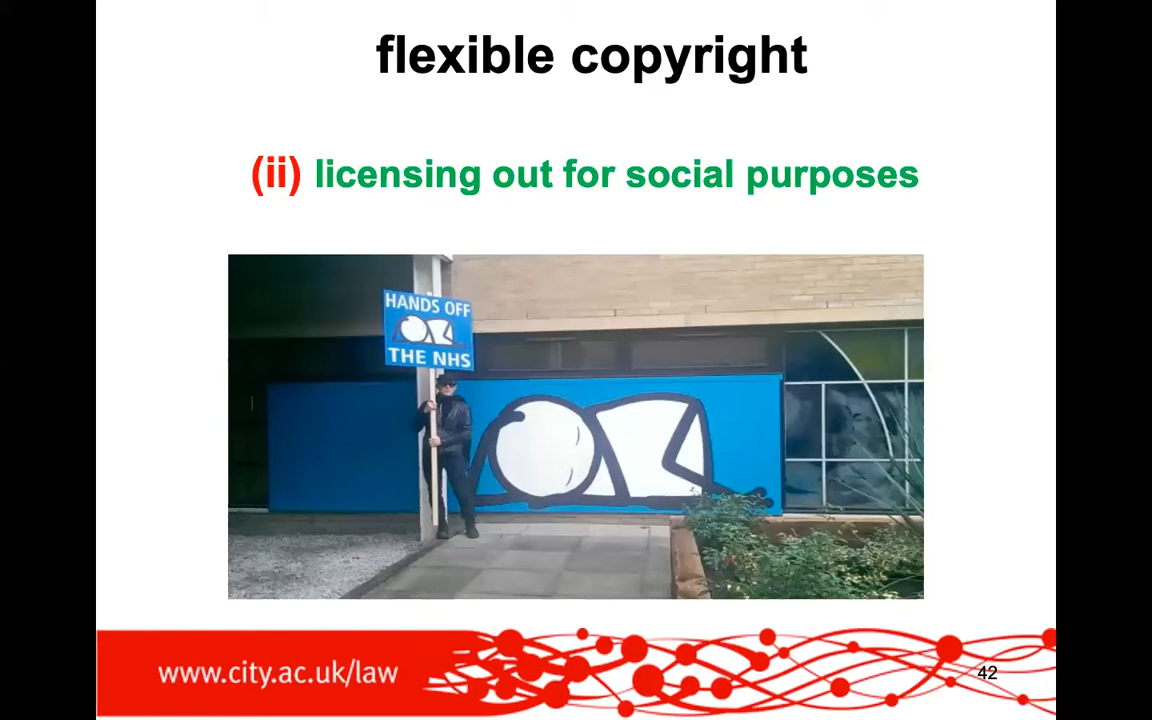 flexible copyright
(ii) licensing out for social purposes
HANDS OFF
THE NHS
www.city.ac.uk/law
42